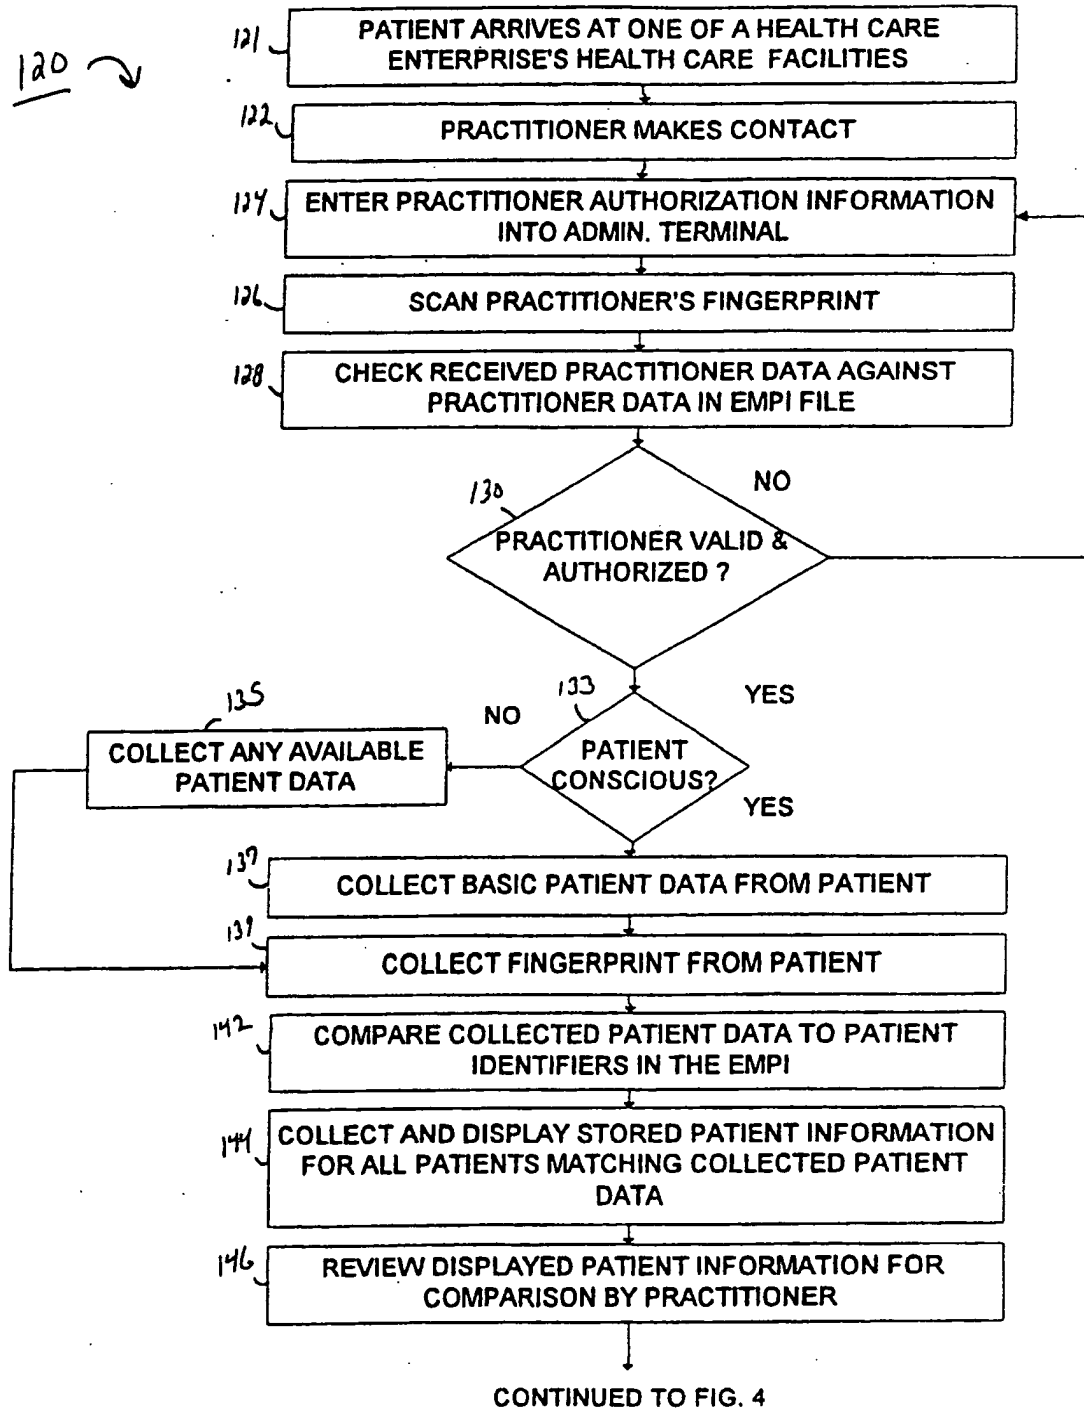 120
121
PATIENT ARRIVES AT ONE OF A HEALTH CARE
ENTERPRISE'S HEALTH CARE FACILITIES
122
PRACTITIONER MAKES CONTACT
124
ENTER PRACTITIONER AUTHORIZATION INFORMATION
INTO ADMIN. TERMINAL
126
SCAN PRACTITIONER'S FINGERPRINT
128
CHECK RECEIVED PRACTITIONER DATA AGAINST
PRACTITIONER DATA IN EMPI FILE
130
NO
PRACTITIONER VALID &
AUTHORIZED ?
YES
133
NO
PATIENT
CONSCIOUS?
YES
135
COLLECT ANY AVAILABLE
PATIENT DATA
137
COLLECT BASIC PATIENT DATA FROM PATIENT
139
COLLECT FINGERPRINT FROM PATIENT
142
COMPARE COLLECTED PATIENT DATA TO PATIENT
IDENTIFIERS IN THE EMPI
144
COLLECT AND DISPLAY STORED PATIENT INFORMATION
FOR ALL PATIENTS MATCHING COLLECTED PATIENT
DATA
146
REVIEW DISPLAYED PATIENT INFORMATION FOR
COMPARISON BY PRACTITIONER
CONTINUED TO FIG. 4